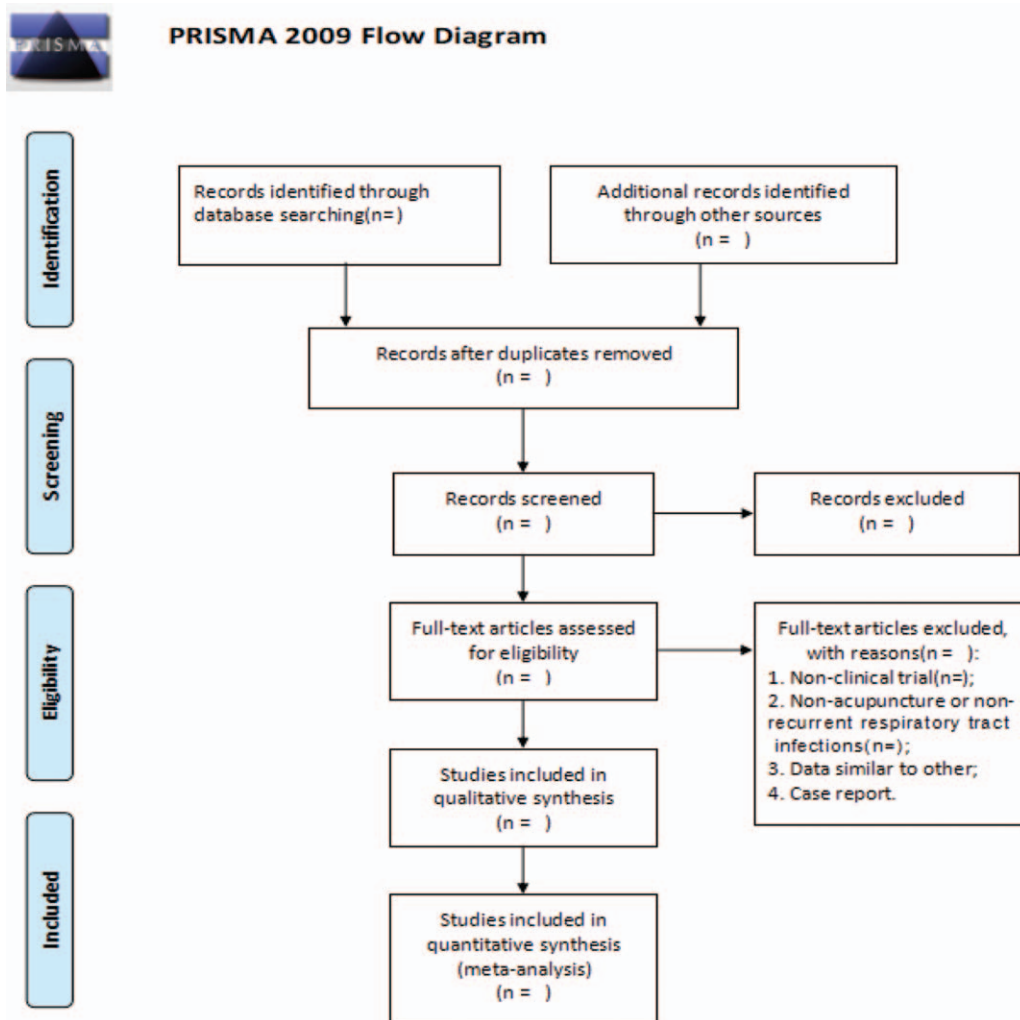 PRISMA
PRISMA 2009 Flow Diagram
Identification
Records identified through
database searching(n=)
Additional records identified
through other sources
(n =   )
Records after duplicates removed
(n =   )
Screening
Records screened
(n =   )
Records excluded
(n =   )
Eligibility
Full-text articles assessed
for eligibility
(n =   )
Full-text articles excluded,
with reasons(n =   ):
1. Non-clinical trial(n=);
2. Non-acupuncture or non-
recurrent respiratory tract
infections(n=);
3. Data similar to other;
4. Case report.
Studies included in
qualitative synthesis
(n =   )
Included
Studies included in
quantitative synthesis
(meta-analysis)
(n =   )